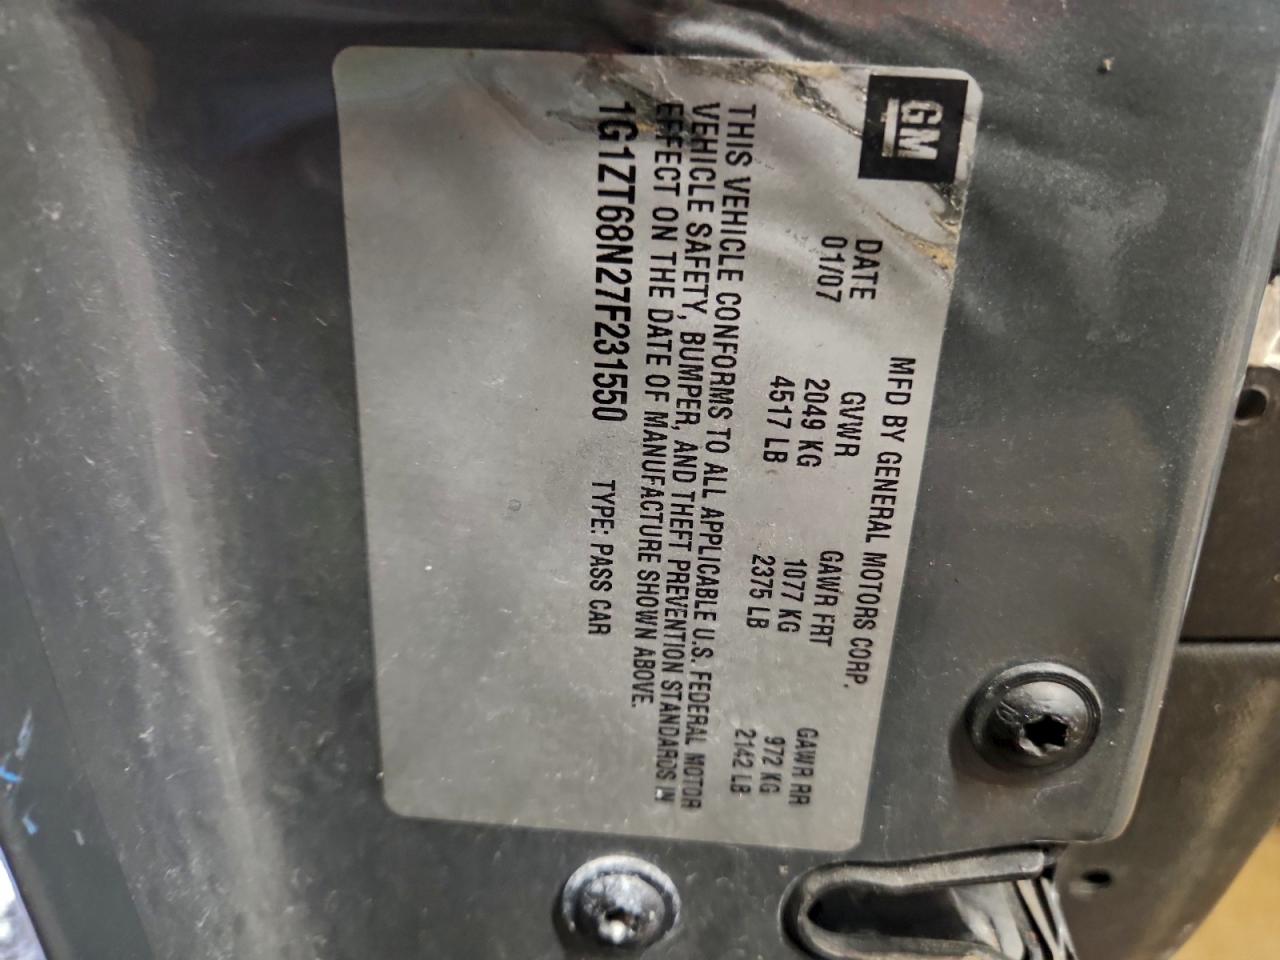 GM
MFD BY GENERAL MOTORS CORP.
DATE GVWR GAWR FRT GAWR RR
01/07 2049 KG 1077 KG 972 KG
4517 LB 2375 LB 2142 LB
THIS VEHICLE CONFORMS TO ALL APPLICABLE U.S. FEDERAL MOTOR
VEHICLE SAFETY, BUMPER, AND THEFT PREVENTION STANDARDS IN
EFFECT ON THE DATE OF MANUFACTURE SHOWN ABOVE.
1G1ZT68N27F231550 TYPE: PASS CAR